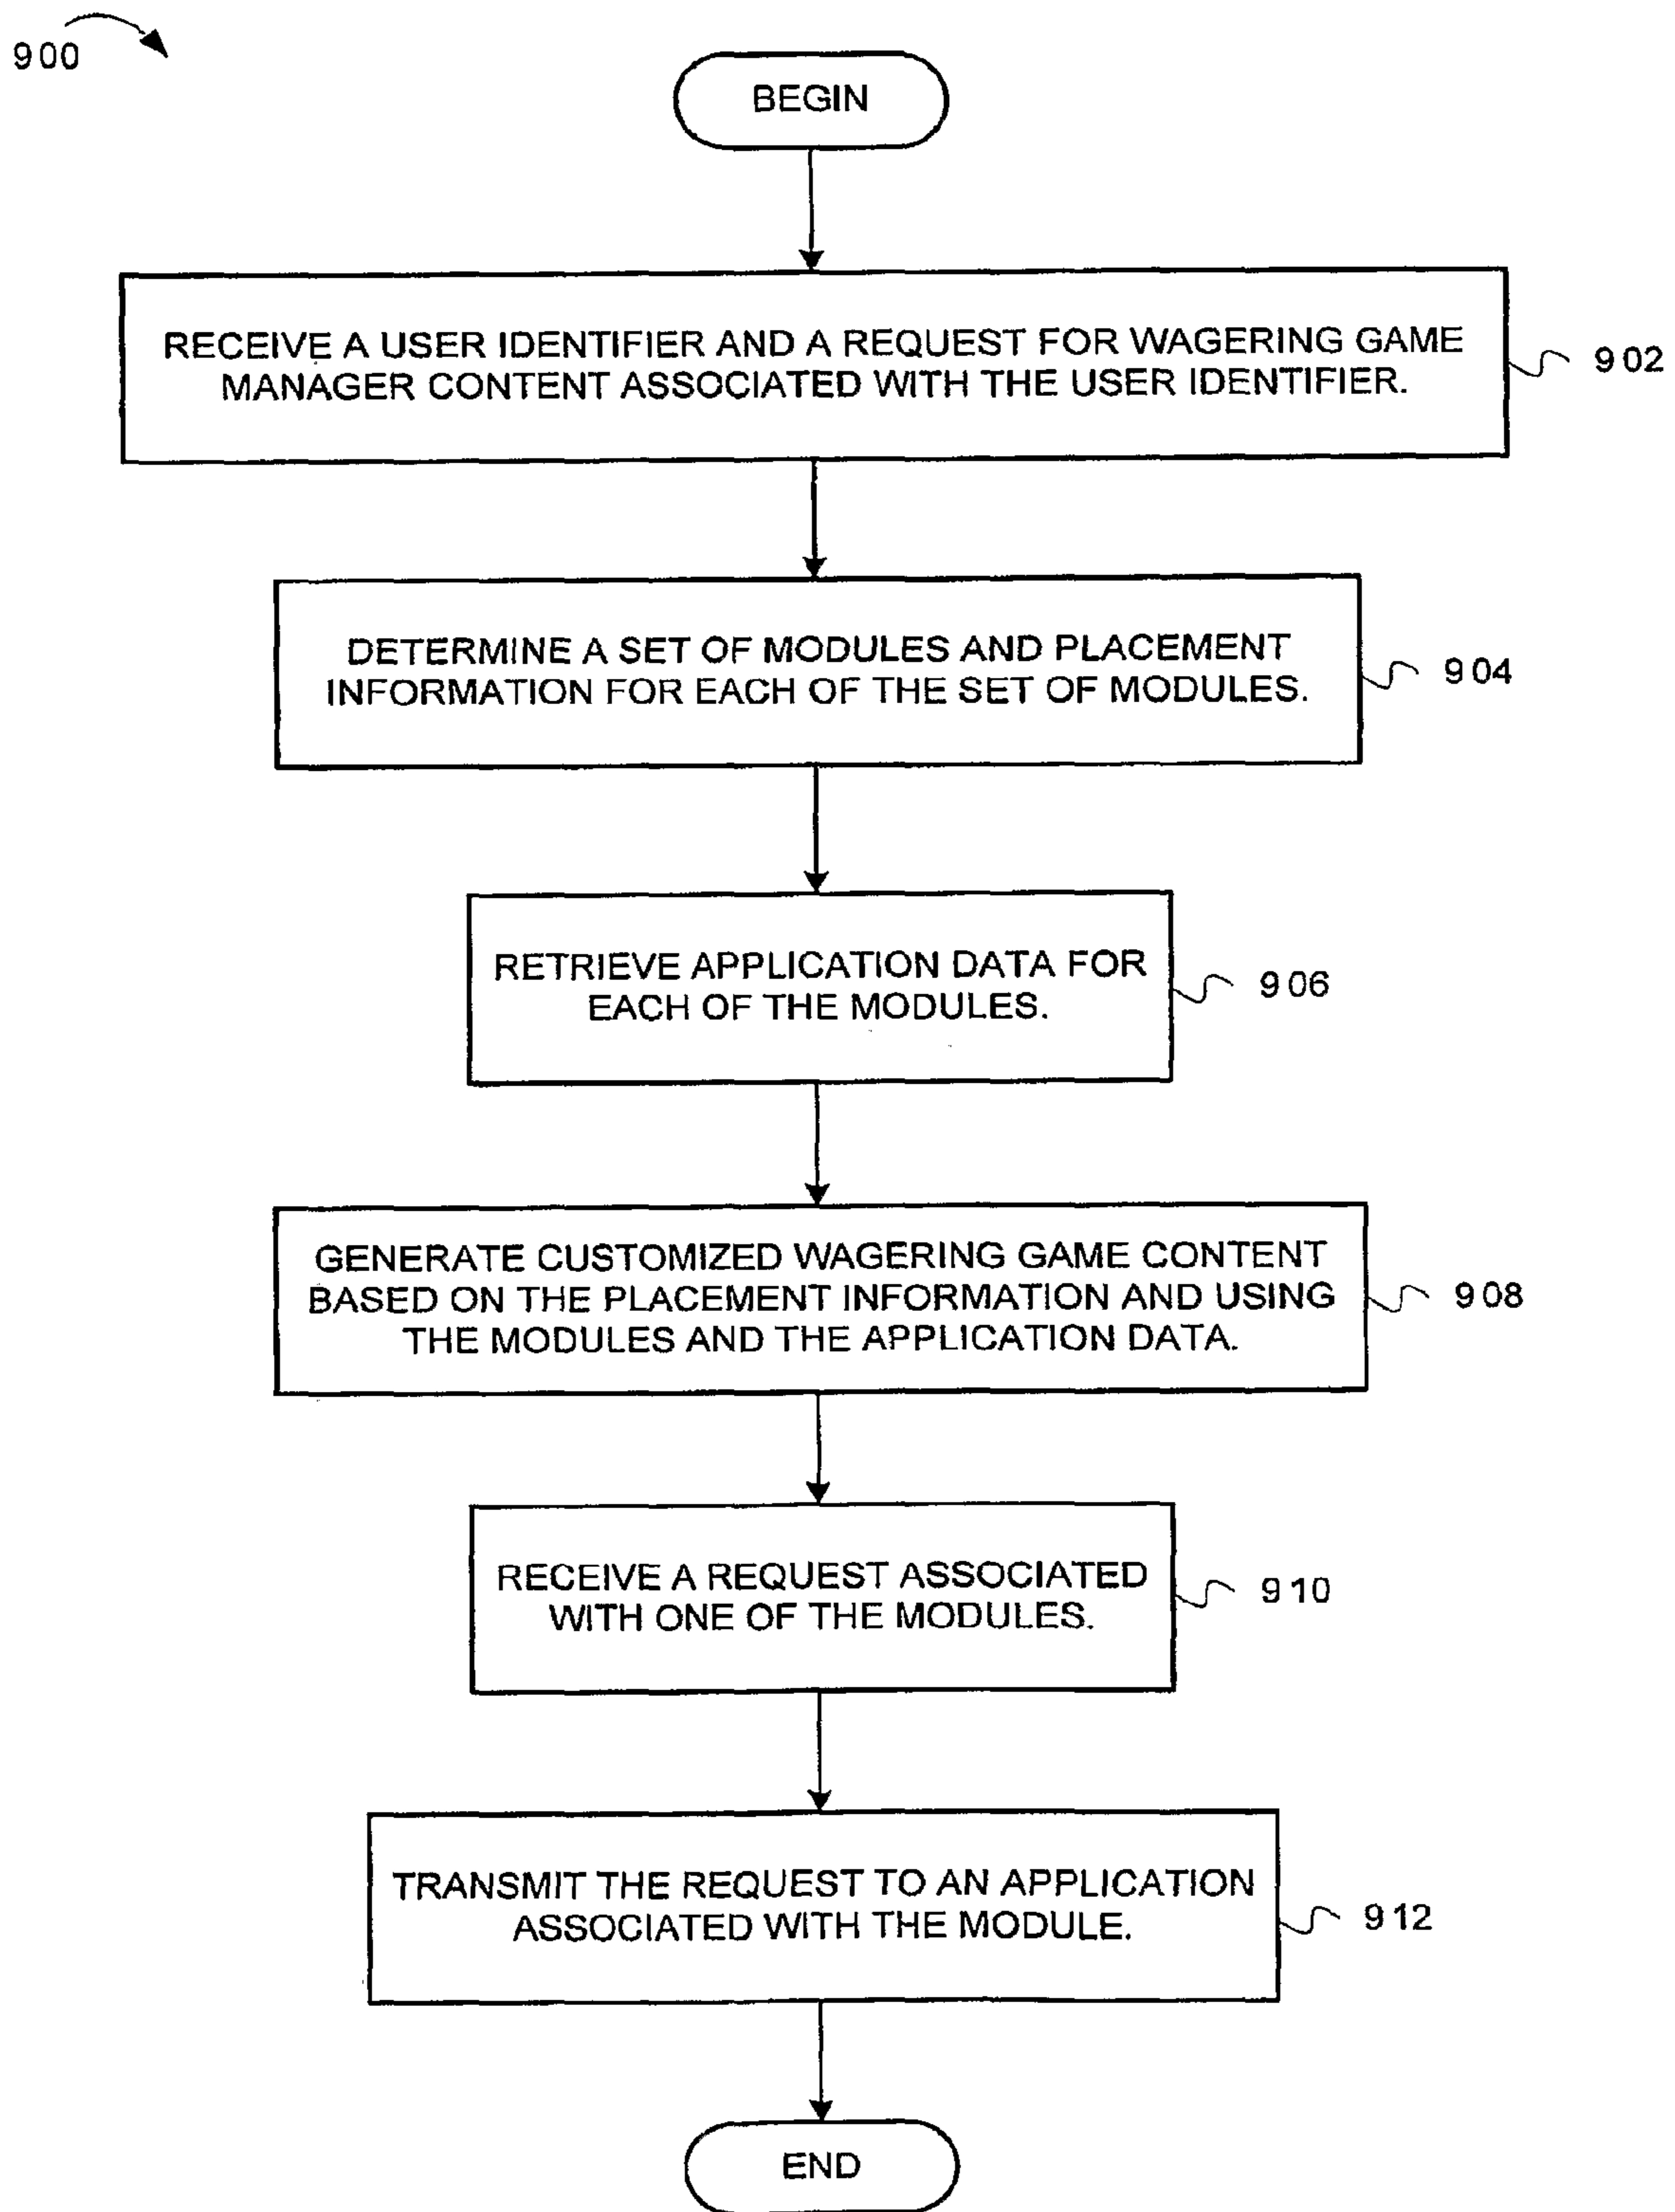 900
BEGIN
RECEIVE A USER IDENTIFIER AND A REQUEST FOR WAGERING GAME
MANAGER CONTENT ASSOCIATED WITH THE USER IDENTIFIER.
902
DETERMINE A SET OF MODULES AND PLACEMENT
INFORMATION FOR EACH OF THE SET OF MODULES.
904
RETRIEVE APPLICATION DATA FOR
EACH OF THE MODULES.
906
GENERATE CUSTOMIZED WAGERING GAME CONTENT
BASED ON THE PLACEMENT INFORMATION AND USING
THE MODULES AND THE APPLICATION DATA.
908
RECEIVE A REQUEST ASSOCIATED
WITH ONE OF THE MODULES.
910
TRANSMIT THE REQUEST TO AN APPLICATION
ASSOCIATED WITH THE MODULE.
912
END